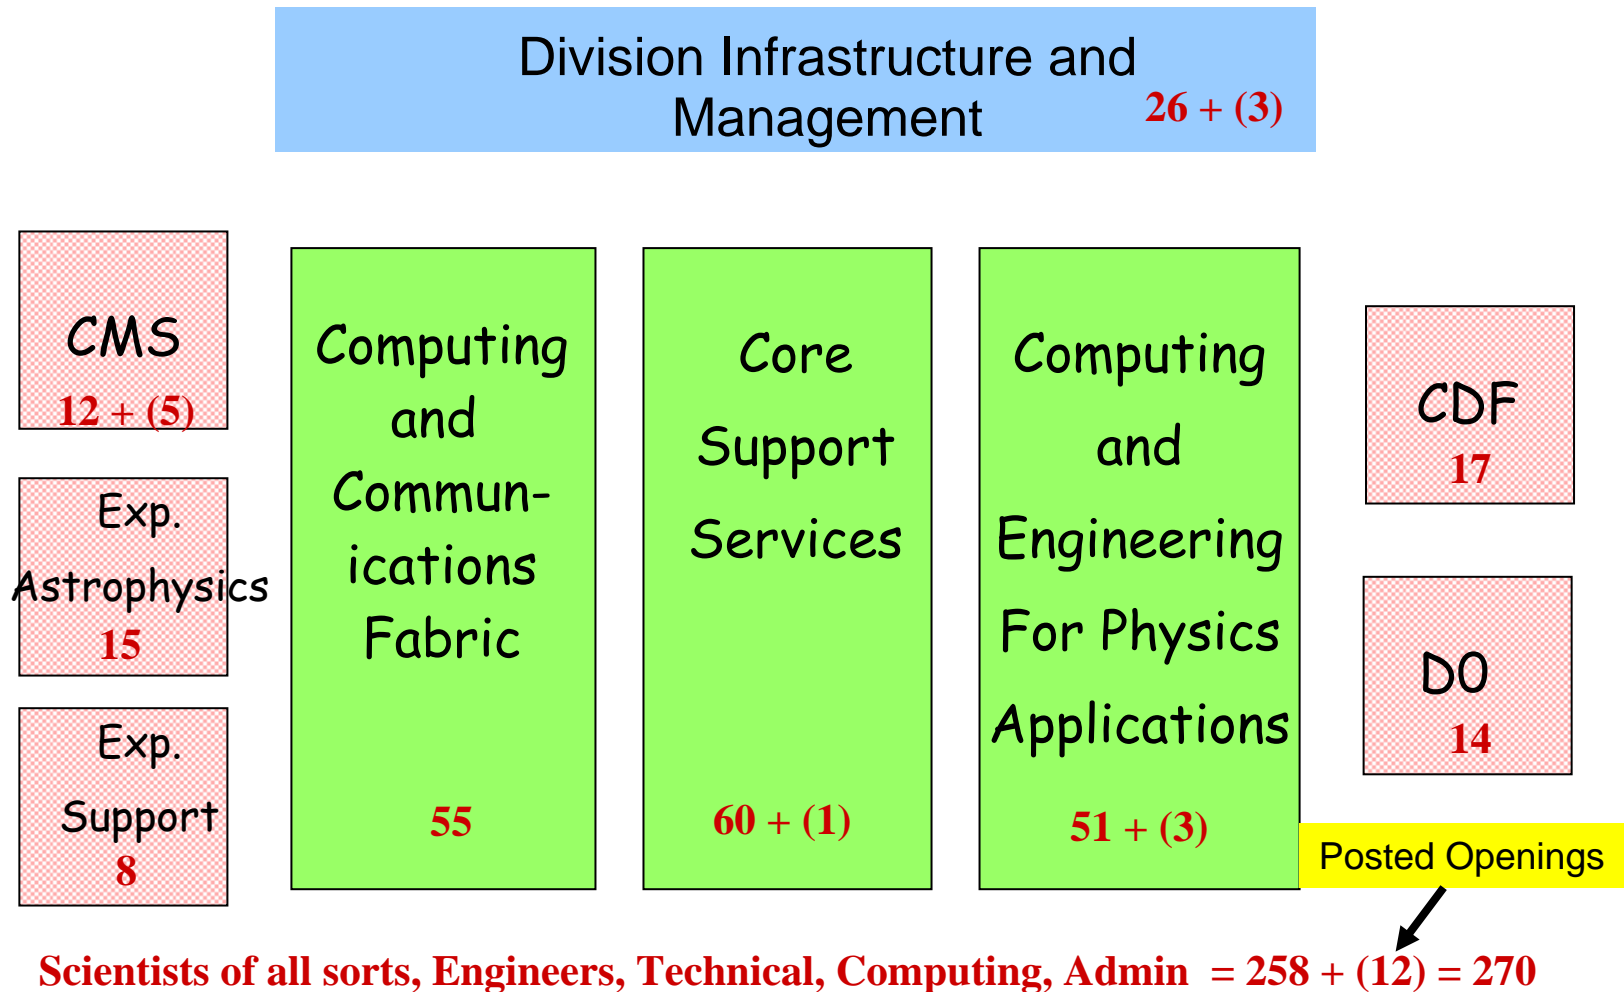 Division Infrastructure and
Management 26 + (3)
CMS
12 + (5)
Exp.
Astrophysics
15
Exp.
Support
8
Computing
and
Commun-
ications
Fabric
55
Core
Support
Services
60 + (1)
Computing
and
Engineering
For Physics
Applications
51 + (3)
CDF
17
D0
14
Posted Openings
Scientists of all sorts, Engineers, Technical, Computing, Admin = 258 + (12) = 270